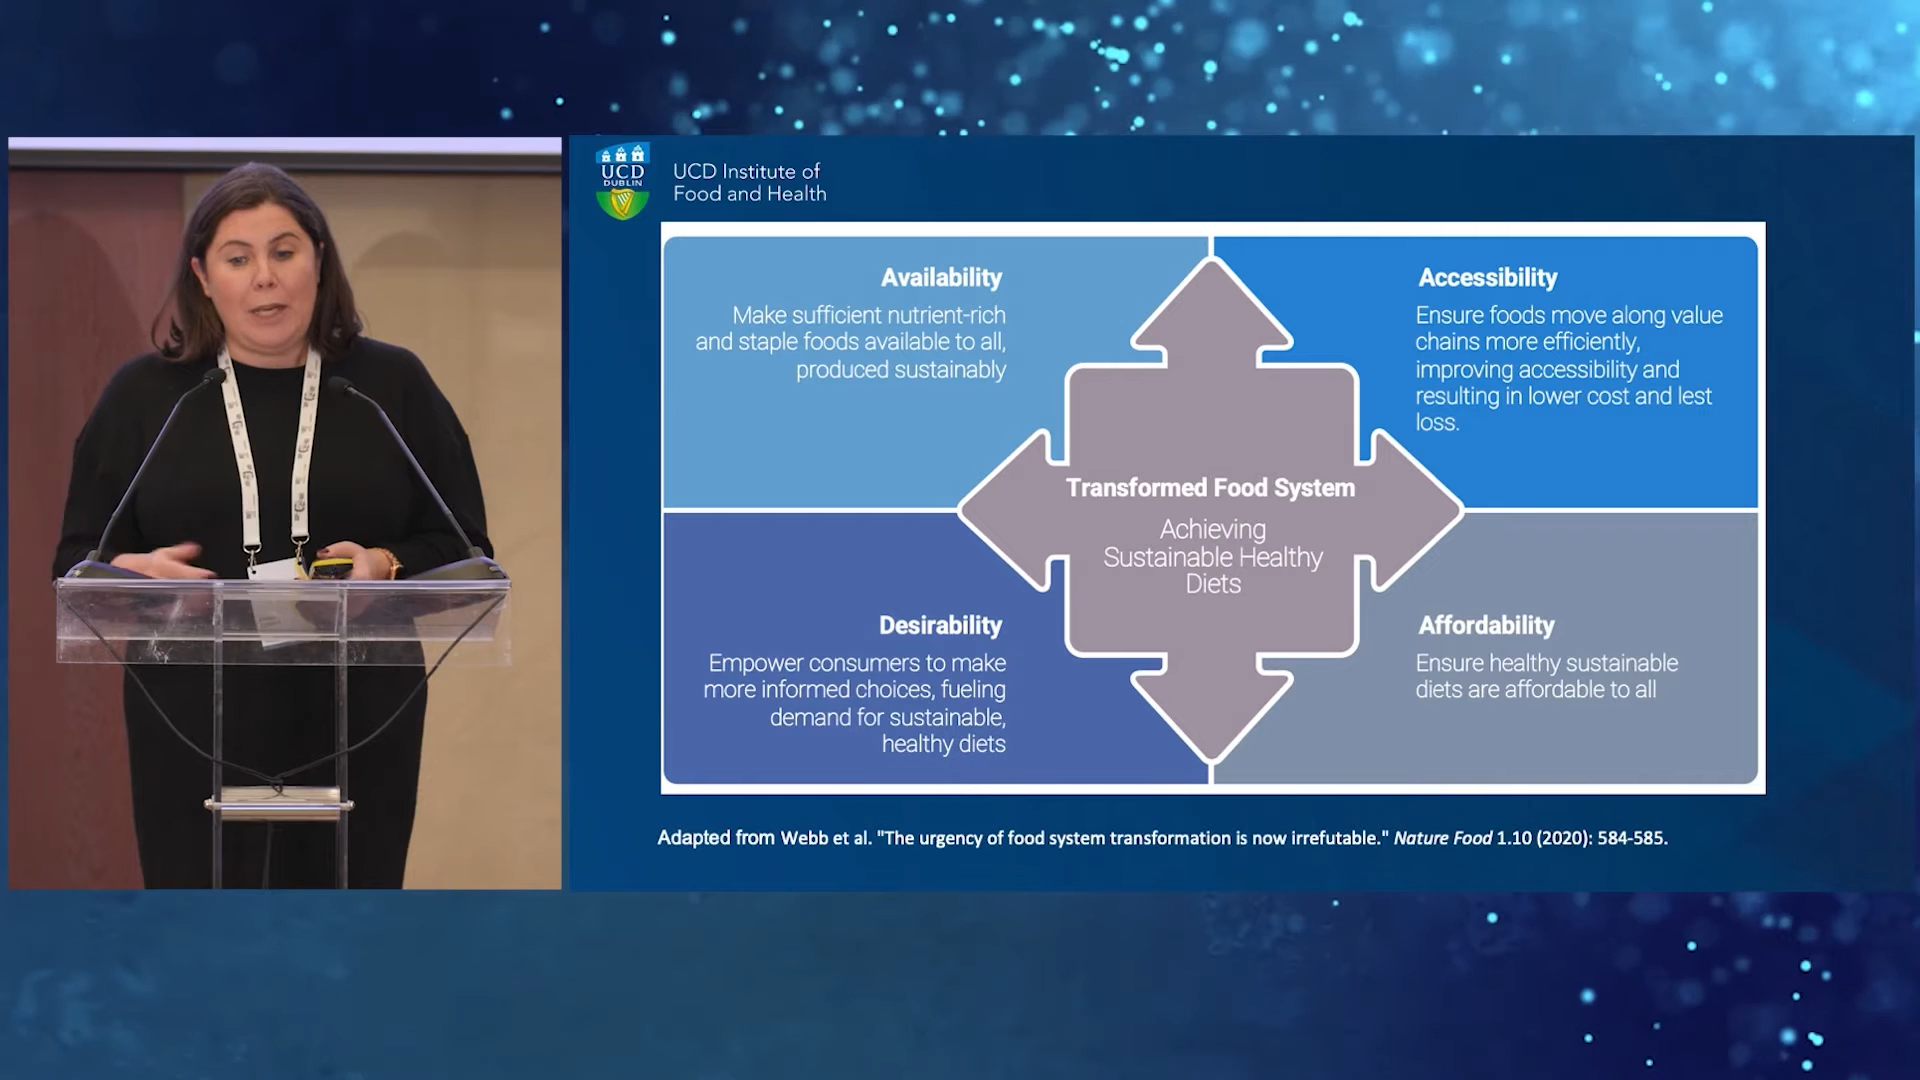 UCD
DUBLIN
UCD Institute of
Food and Health
Availability
Make sufficient nutrient-rich
and staple foods available to all,
produced sustainably
Accessibility
Ensure foods move along value
chains more efficiently,
improving accessibility and
resulting in lower cost and lest
loss.
Transformed Food System
Achieving
Sustainable Healthy
Diets
Desirability
Empower consumers to make
more informed choices, fueling
demand for sustainable,
healthy diets
Affordability
Ensure healthy sustainable
diets are affordable to all
Adapted from Webb et al. "The urgency of food system transformation is now irrefutable." Nature Food 1.10 (2020): 584-585.